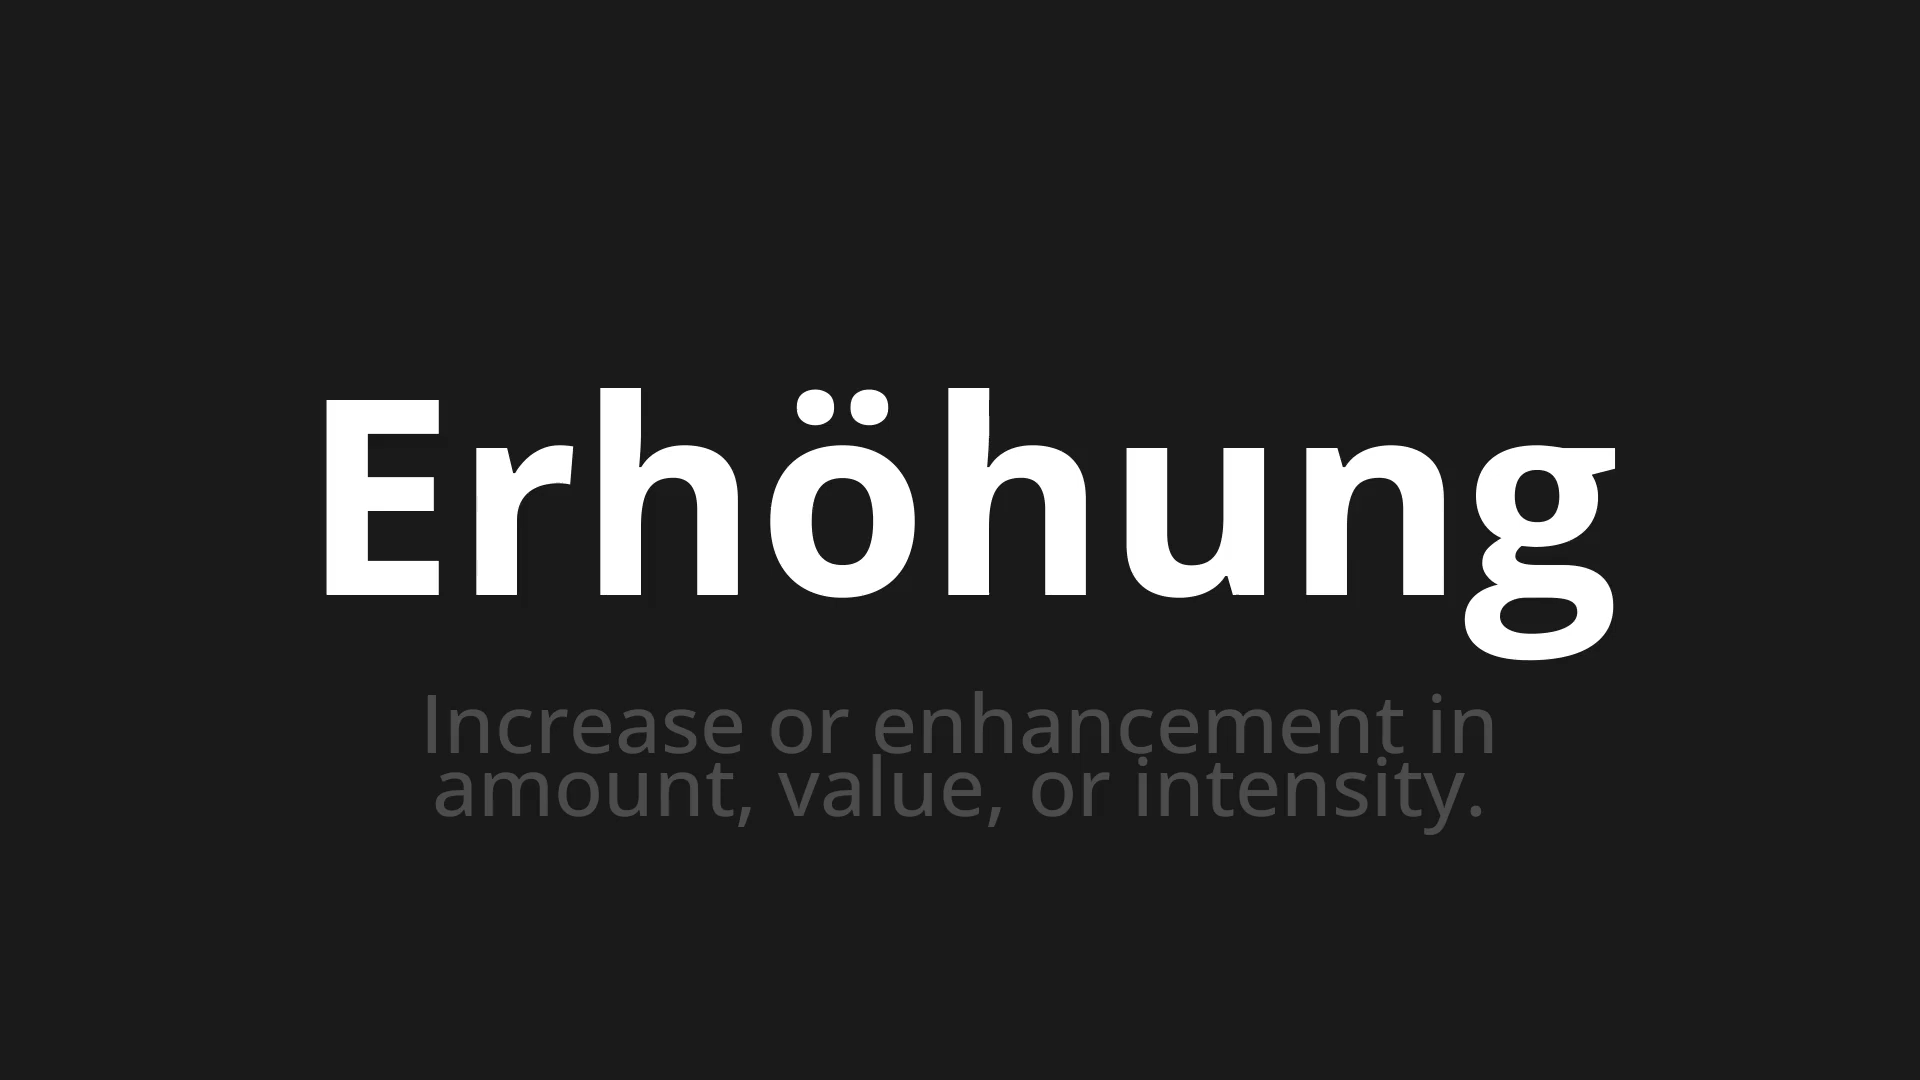 Erhöhung
Increase or enhancement in
amount, value, or intensity.